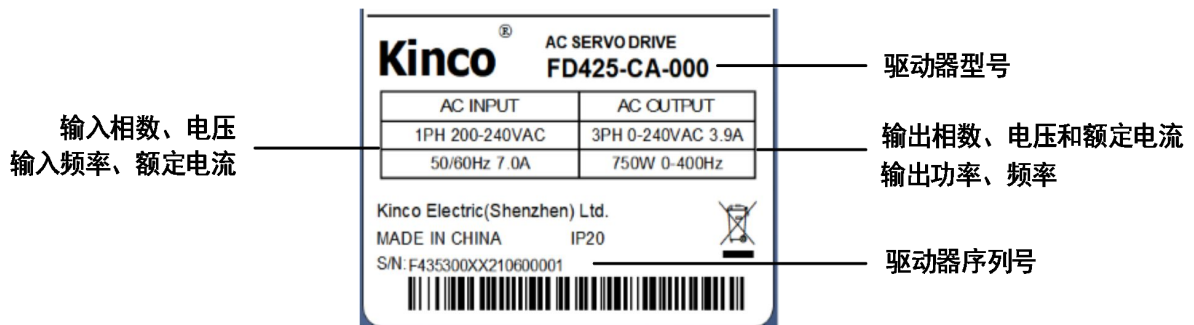 Kinco®
AC SERVO DRIVE
FD425-CA-000
驱动器型号
AC INPUT
AC OUTPUT
输入相数、电压
输入频率、额定电流
1PH 200-240VAC
3PH 0-240VAC 3.9A
50/60Hz 7.0A
750W 0-400Hz
输出相数、电压和额定电流
输出功率、频率
Kinco Electric(Shenzhen) Ltd.
MADE IN CHINA
IP20
S/N:F435300XX210600001
驱动器序列号